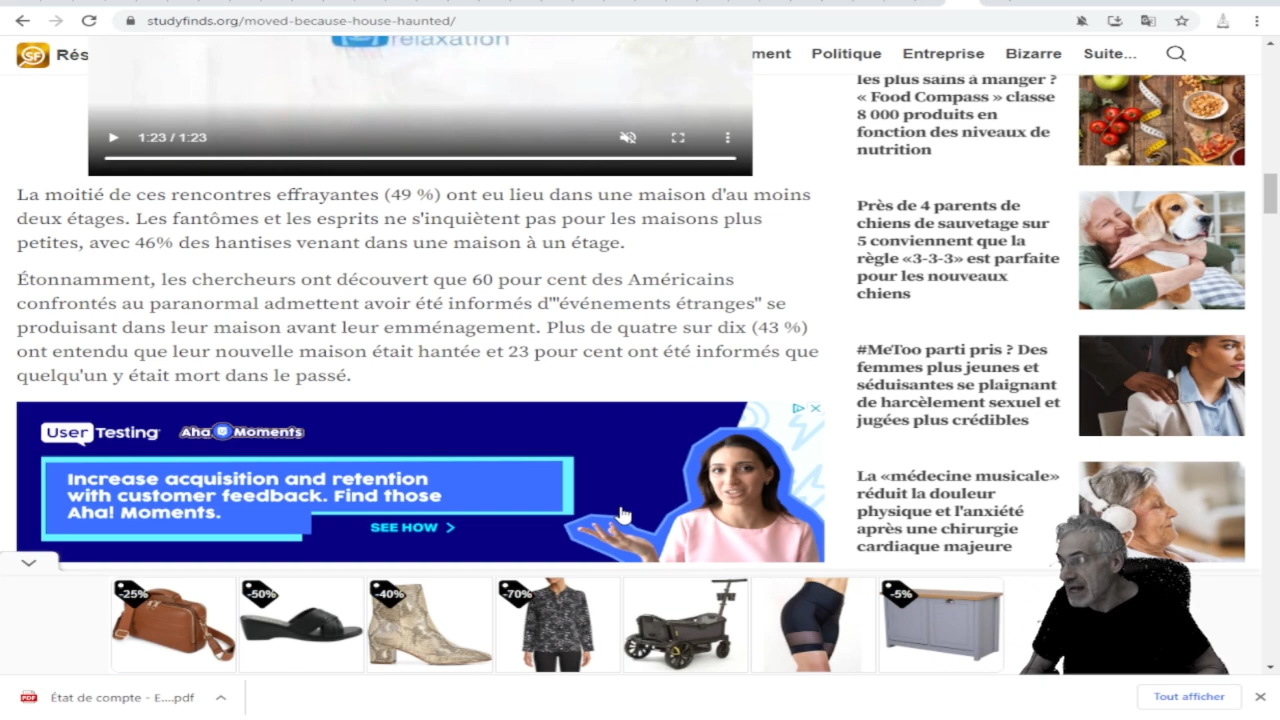 studyfinds.org/moved-because-house-haunted/
SF Rés
ment Politique Entreprise Bizarre Suite...
relaxation
1:23 / 1:23
La moitié de ces rencontres effrayantes (49 %) ont eu lieu dans une maison d'au moins
deux étages. Les fantômes et les esprits ne s'inquiètent pas pour les maisons plus
petites, avec 46% des hantises venant dans une maison à un étage.
Étonnamment, les chercheurs ont découvert que 60 pour cent des Américains
confrontés au paranormal admettent avoir été informés d'"événements étranges" se
produisant dans leur maison avant leur emménagement. Plus de quatre sur dix (43 %)
ont entendu que leur nouvelle maison était hantée et 23 pour cent ont été informés que
quelqu'un y était mort dans le passé.
UserTesting Aha Moments
Increase acquisition and retention
with customer feedback. Find those
Aha! Moments.
SEE HOW >
les plus sains à manger ?
« Food Compass » classe
8 000 produits en
fonction des niveaux de
nutrition
Près de 4 parents de
chiens de sauvetage sur
5 conviennent que la
règle «3-3-3» est parfaite
pour les nouveaux
chiens
#MeToo parti pris ? Des
femmes plus jeunes et
séduisantes se plaignant
de harcèlement sexuel et
jugées plus crédibles
La «médecine musicale»
réduit la douleur
physique et l'anxiété
après une chirurgie
cardiaque majeure
-25%
-50%
-40%
-70%
-5%
PDF État de compte - E....pdf
Tout afficher